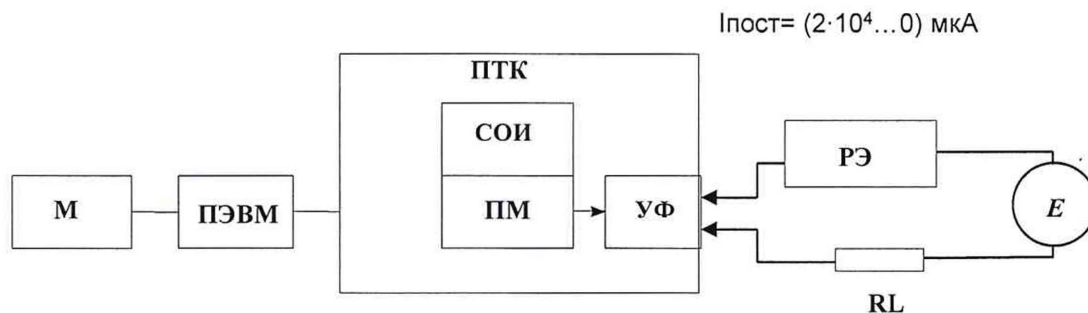 Iпост= (2·10⁴...0) мкА
ПТК
СОИ
РЭ
М
ПЭВМ
ПМ
УФ
E
RL